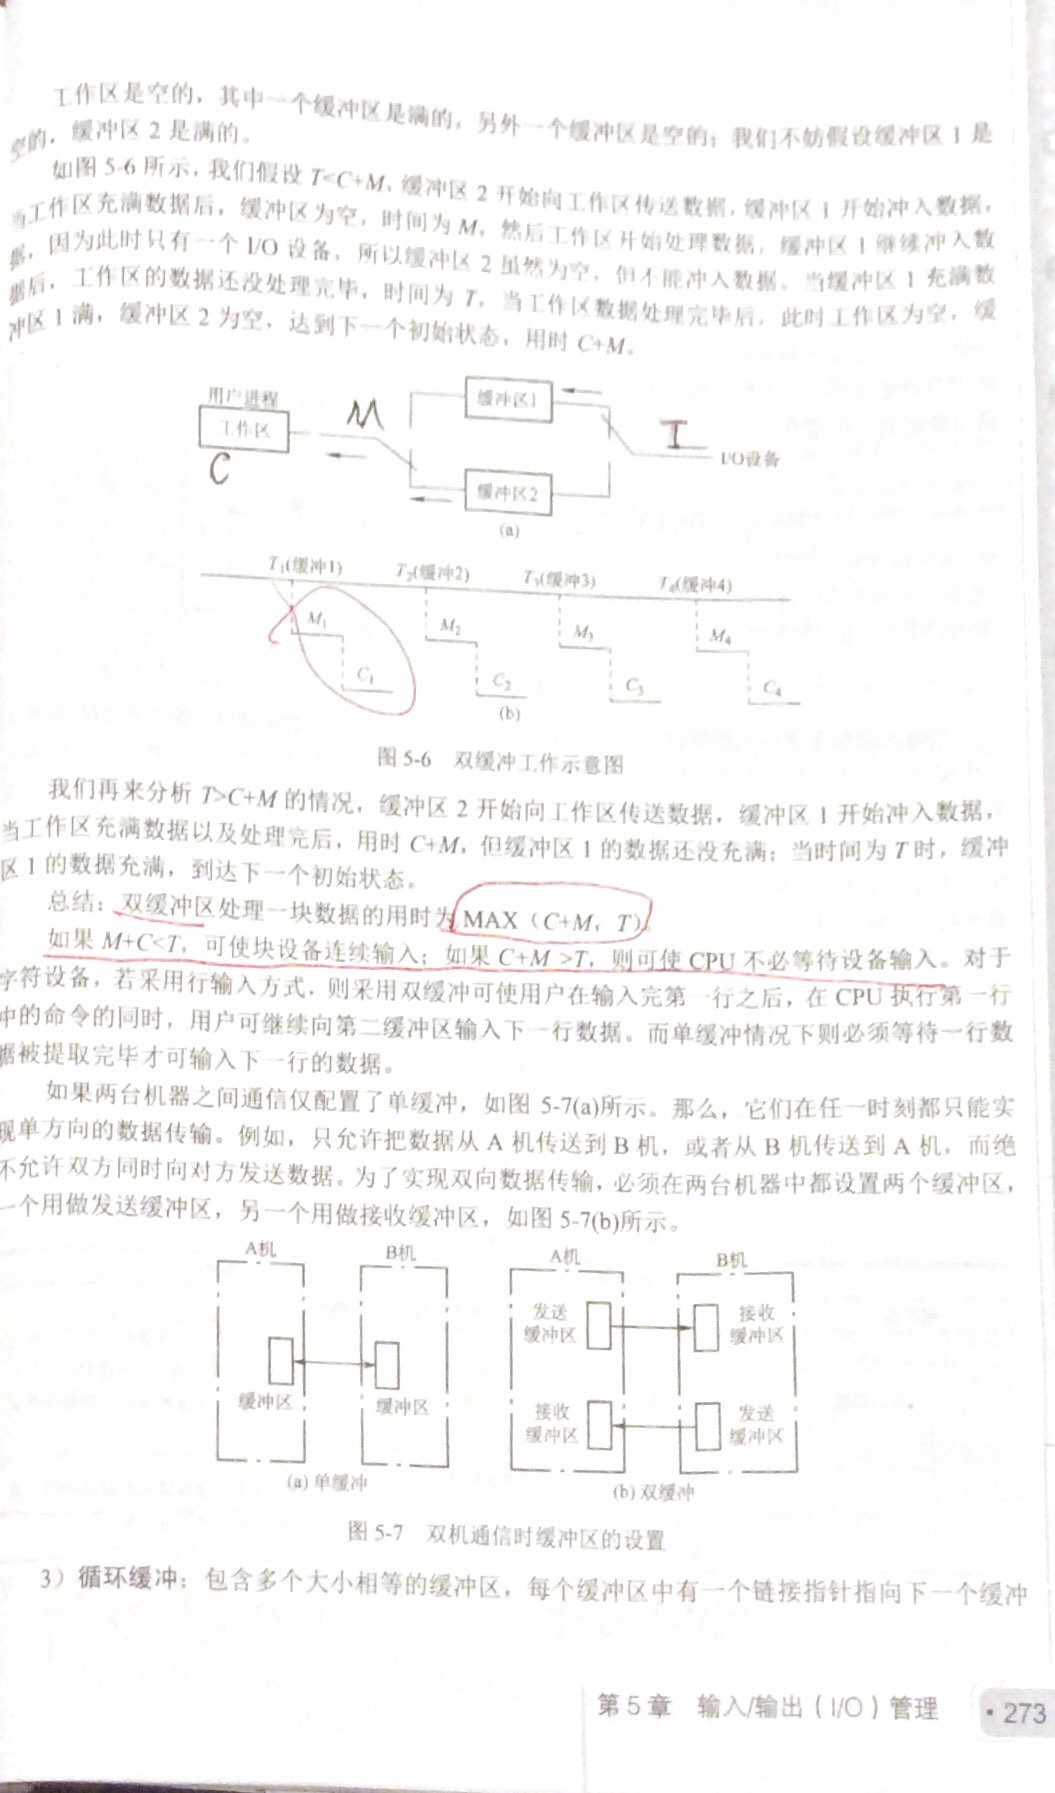 工作区是空的，其中一个缓冲区是满的，另外一个缓冲区是空的；我们不妨假设缓冲区 1 是
空的，缓冲区 2 是满的。
如图 5-6 所示，我们假设 T<C+M，缓冲区 2 开始向工作区传送数据，缓冲区 1 开始冲入数据，
当工作区充满数据后，缓冲区为空，时间为 M，然后工作区开始处理数据，缓冲区 1 继续冲入数
据，因为此时只有一个 I/O 设备，所以缓冲区 2 虽然为空，但不能冲入数据。当缓冲区 1 充满数
据后，工作区的数据还没处理完毕，时间为 T，当工作区数据处理完毕后，此时工作区为空，缓
冲区 1 满，缓冲区 2 为空，达到下一个初始状态，用时 C+M。
用户进程
工作区
C
M
缓冲区1
缓冲区2
T
I/O设备
(a)
T₁(缓冲1) T₂(缓冲2) T₃(缓冲3) T₄(缓冲4)
M₁ M₂ M₃ M₄
C₁ C₂ C₃ C₄
(b)
图 5-6 双缓冲工作示意图
我们再来分析 T>C+M 的情况，缓冲区 2 开始向工作区传送数据，缓冲区 1 开始冲入数据，
当工作区充满数据以及处理完后，用时 C+M，但缓冲区 1 的数据还没充满；当时间为 T 时，缓冲
区 1 的数据充满，到达下一个初始状态。
总结：双缓冲区处理一块数据的用时为 MAX（C+M，T）。
如果 M+C<T，可使块设备连续输入；如果 C+M >T，则可使 CPU 不必等待设备输入。对于
字符设备，若采用行输入方式，则采用双缓冲可使用户在输入完第一行之后，在 CPU 执行第一行
中的命令的同时，用户可继续向第二缓冲区输入下一行数据。而单缓冲情况下则必须等待一行数
据被提取完毕才可输入下一行的数据。
如果两台机器之间通信仅配置了单缓冲，如图 5-7(a)所示。那么，它们在任一时刻都只能实
现单方向的数据传输。例如，只允许把数据从 A 机传送到 B 机，或者从 B 机传送到 A 机，而绝
不允许双方同时向对方发送数据。为了实现双向数据传输，必须在两台机器中都设置两个缓冲区，
一个用做发送缓冲区，另一个用做接收缓冲区，如图 5-7(b)所示。
A机 B机 A机 B机
发送 接收
缓冲区 缓冲区
缓冲区 缓冲区
接收 发送
缓冲区 缓冲区
(a) 单缓冲 (b) 双缓冲
图 5-7 双机通信时缓冲区的设置
3）循环缓冲：包含多个大小相等的缓冲区，每个缓冲区中有一个链接指针指向下一个缓冲
第 5 章 输入/输出（I/O）管理 · 273